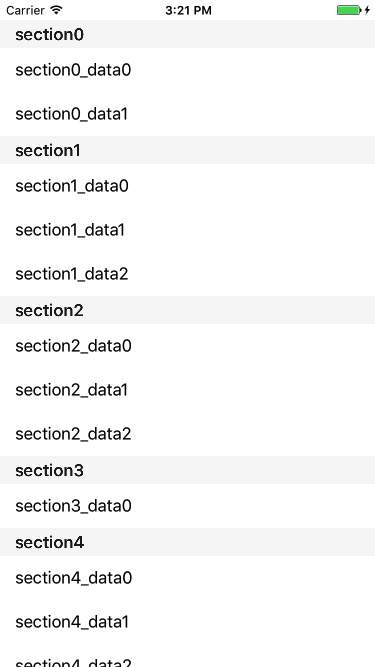 Carrier 3:21 PM
section0
section0_data0
section0_data1
section1
section1_data0
section1_data1
section1_data2
section2
section2_data0
section2_data1
section2_data2
section3
section3_data0
section4
section4_data0
section4_data1
section4_data2